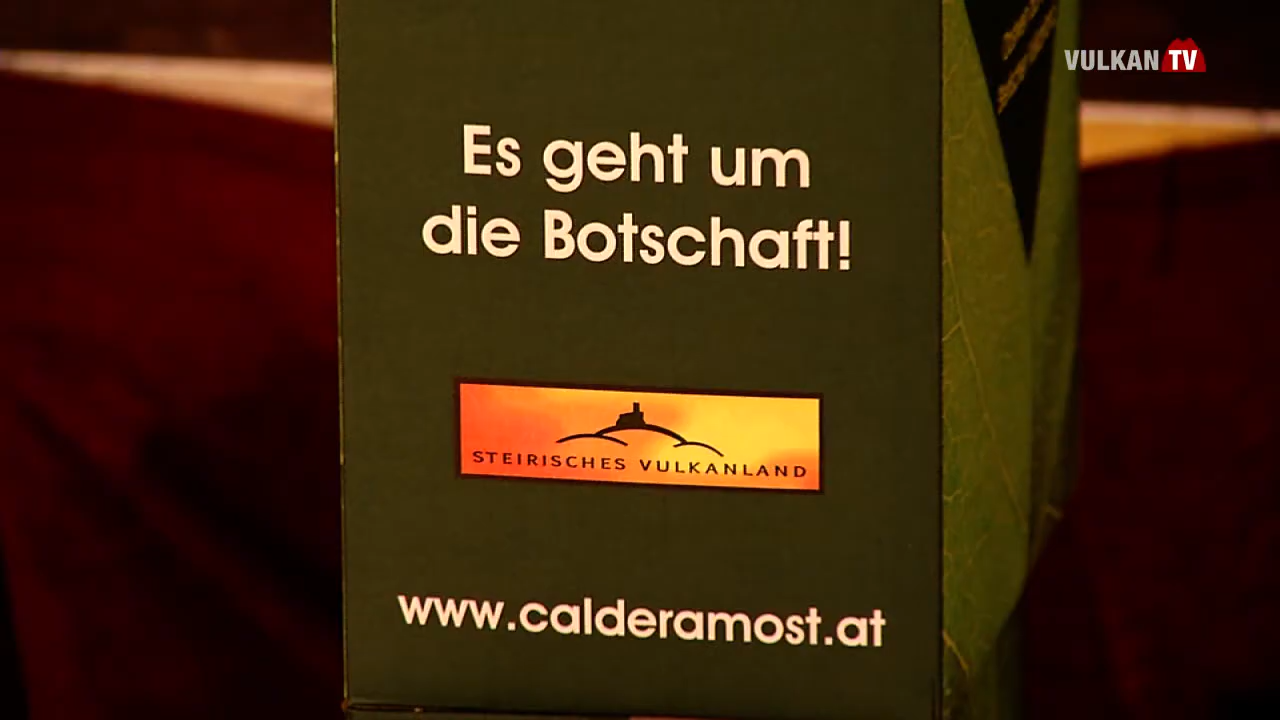 VULKAN TV
Es geht um
die Botschaft!
STEIRISCHES VULKANLAND
www.calderamost.at